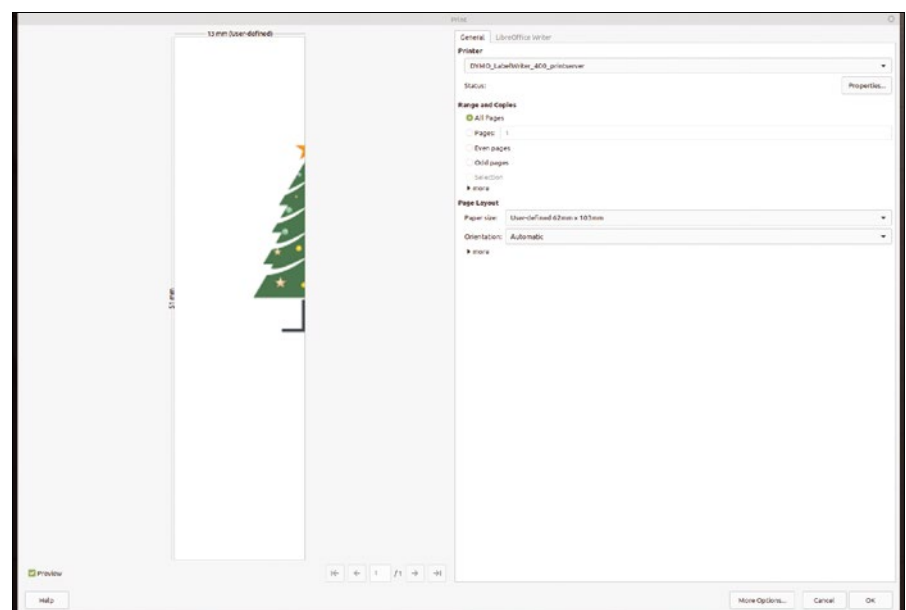 Print
13 mm (User-defined)
51 mm
General LibreOffice Writer
Printer
DYMO_LabelWriter_400_printserver
Status:
Properties...
Range and Copies
All Pages
Pages: 1
Even pages
Odd pages
Selection
more
Page Layout
Paper size: User-defined 62mm x 103mm
Orientation: Automatic
more
Preview
1 / 1
Help
More Options...
Cancel
OK